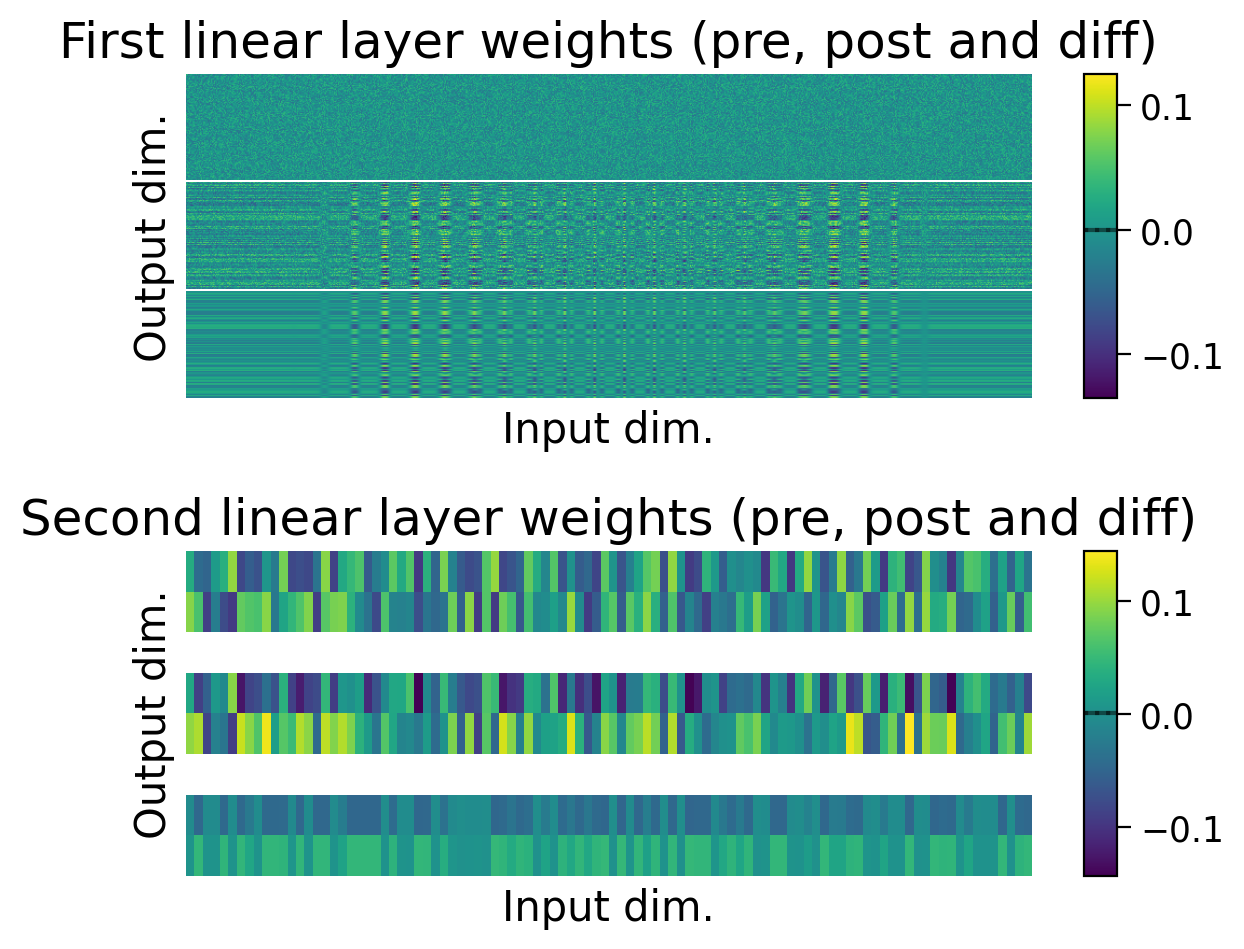 First linear layer weights (pre, post and diff)
Output dim.
0.1
0.0
−0.1
Input dim.
Second linear layer weights (pre, post and diff)
Output dim.
0.1
0.0
−0.1
Input dim.